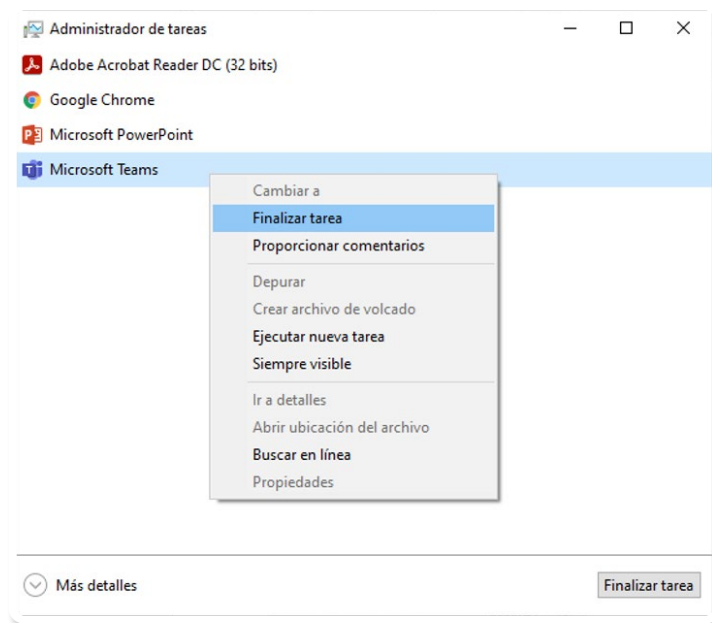 Administrador de tareas
Adobe Acrobat Reader DC (32 bits)
Google Chrome
Microsoft PowerPoint
Microsoft Teams
Cambiar a
Finalizar tarea
Proporcionar comentarios
Depurar
Crear archivo de volcado
Ejecutar nueva tarea
Siempre visible
Ir a detalles
Abrir ubicación del archivo
Buscar en línea
Propiedades
Más detalles
Finalizar tarea